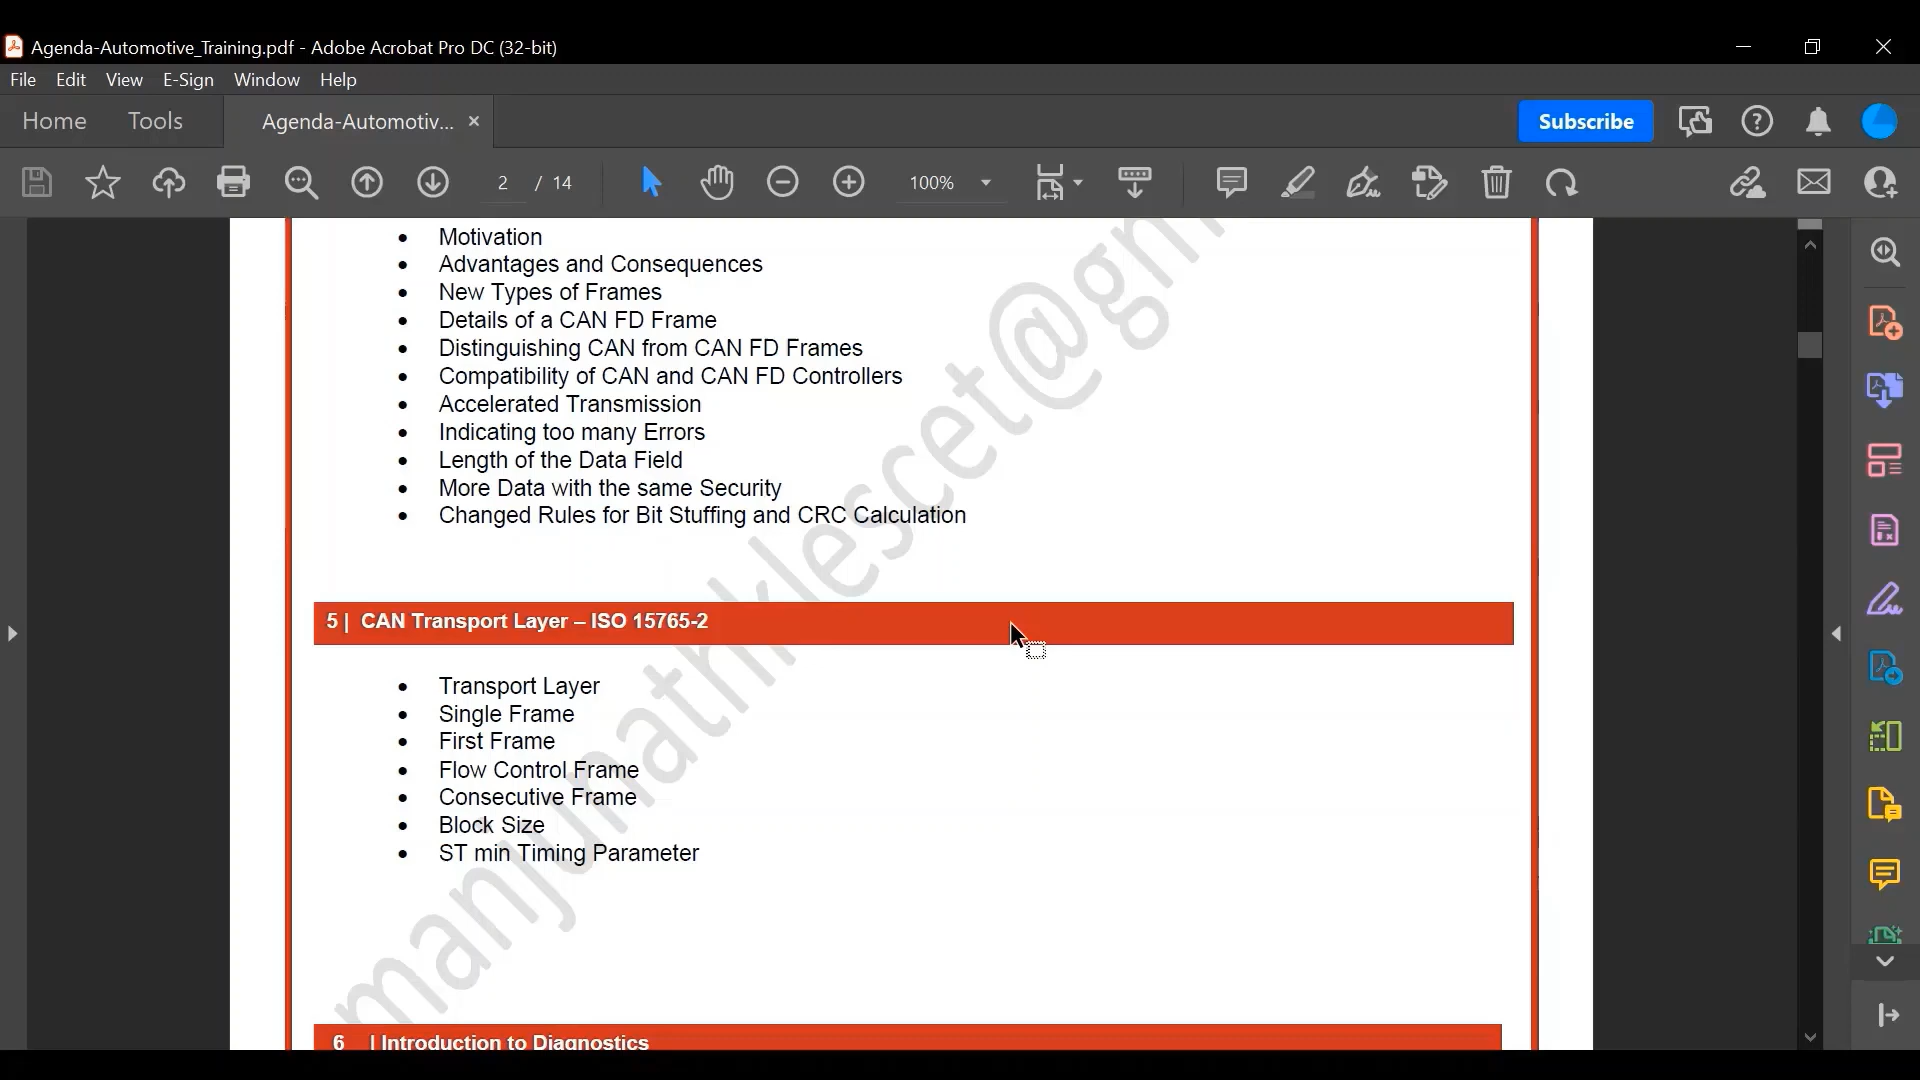 Agenda-Automotive_Training.pdf - Adobe Acrobat Pro DC (32-bit)
File Edit View E-Sign Window Help
Home Tools Agenda-Automotiv... ×
Subscribe
2 / 14 100%
• Motivation
• Advantages and Consequences
• New Types of Frames
• Details of a CAN FD Frame
• Distinguishing CAN from CAN FD Frames
• Compatibility of CAN and CAN FD Controllers
• Accelerated Transmission
• Indicating too many Errors
• Length of the Data Field
• More Data with the same Security
• Changed Rules for Bit Stuffing and CRC Calculation
5 | CAN Transport Layer – ISO 15765-2
• Transport Layer
• Single Frame
• First Frame
• Flow Control Frame
• Consecutive Frame
• Block Size
• ST min Timing Parameter
6 | Introduction to Diagnostics
manjunathklescet@gm